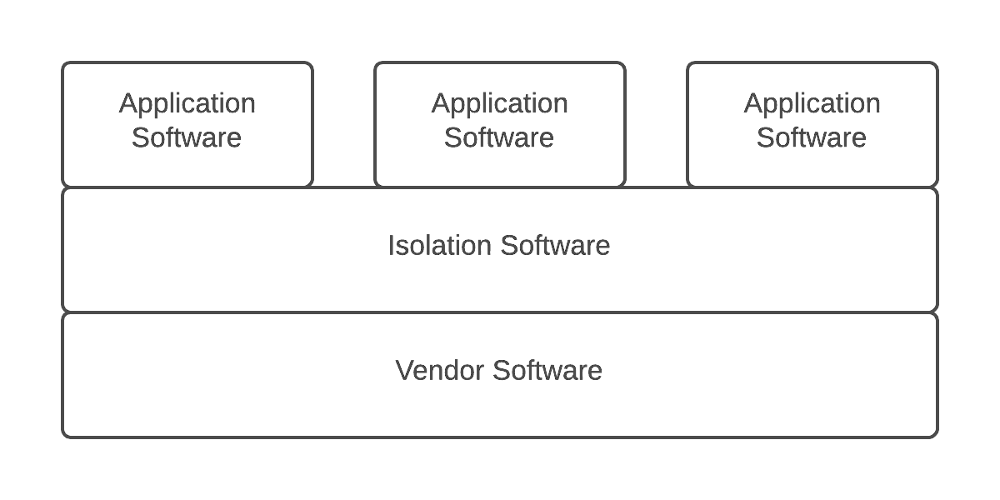 Application
Software
Application
Software
Application
Software
Isolation Software
Vendor Software